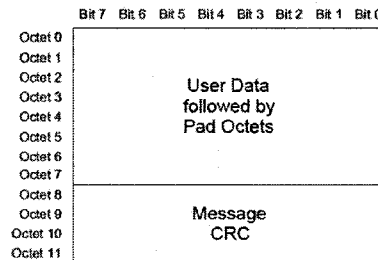 Bit 7 Bit 6 Bit 5 Bit 4 Bit 3 Bit 2 Bit 1 Bit 0
Octet 0
Octet 1
Octet 2
Octet 3
Octet 4
Octet 5
Octet 6
Octet 7
Octet 8
Octet 9
Octet 10
Octet 11
User Data
followed by
Pad Octets
Message
CRC